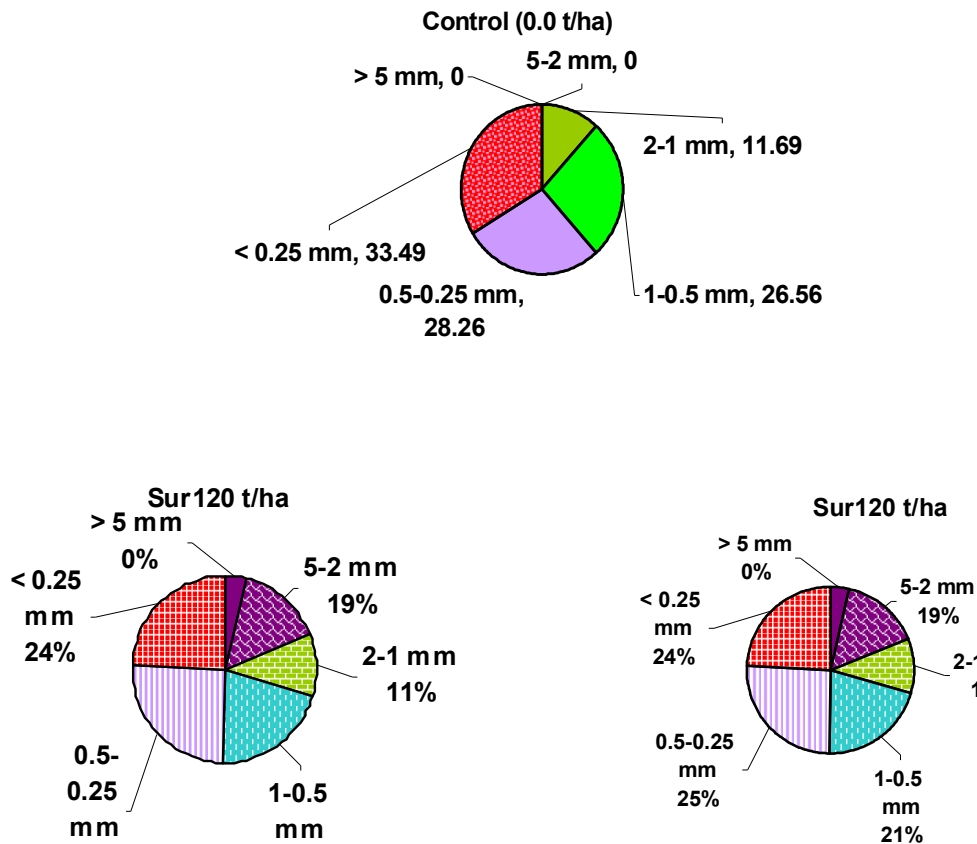 Control (0.0 t/ha)
5-2 mm, 0
> 5 mm, 0
2-1 mm, 11.69
< 0.25 mm, 33.49
0.5-0.25 mm,
28.26
1-0.5 mm, 26.56
Sur120 t/ha
> 5 mm
0%
5-2 mm
19%
< 0.25
mm
24%
2-1 mm
11%
0.5-
0.25
mm
1-0.5
mm
Sur120 t/ha
> 5 mm
0%
5-2 mm
19%
< 0.25
mm
24%
0.5-0.25
mm
25%
1-0.5
mm
21%